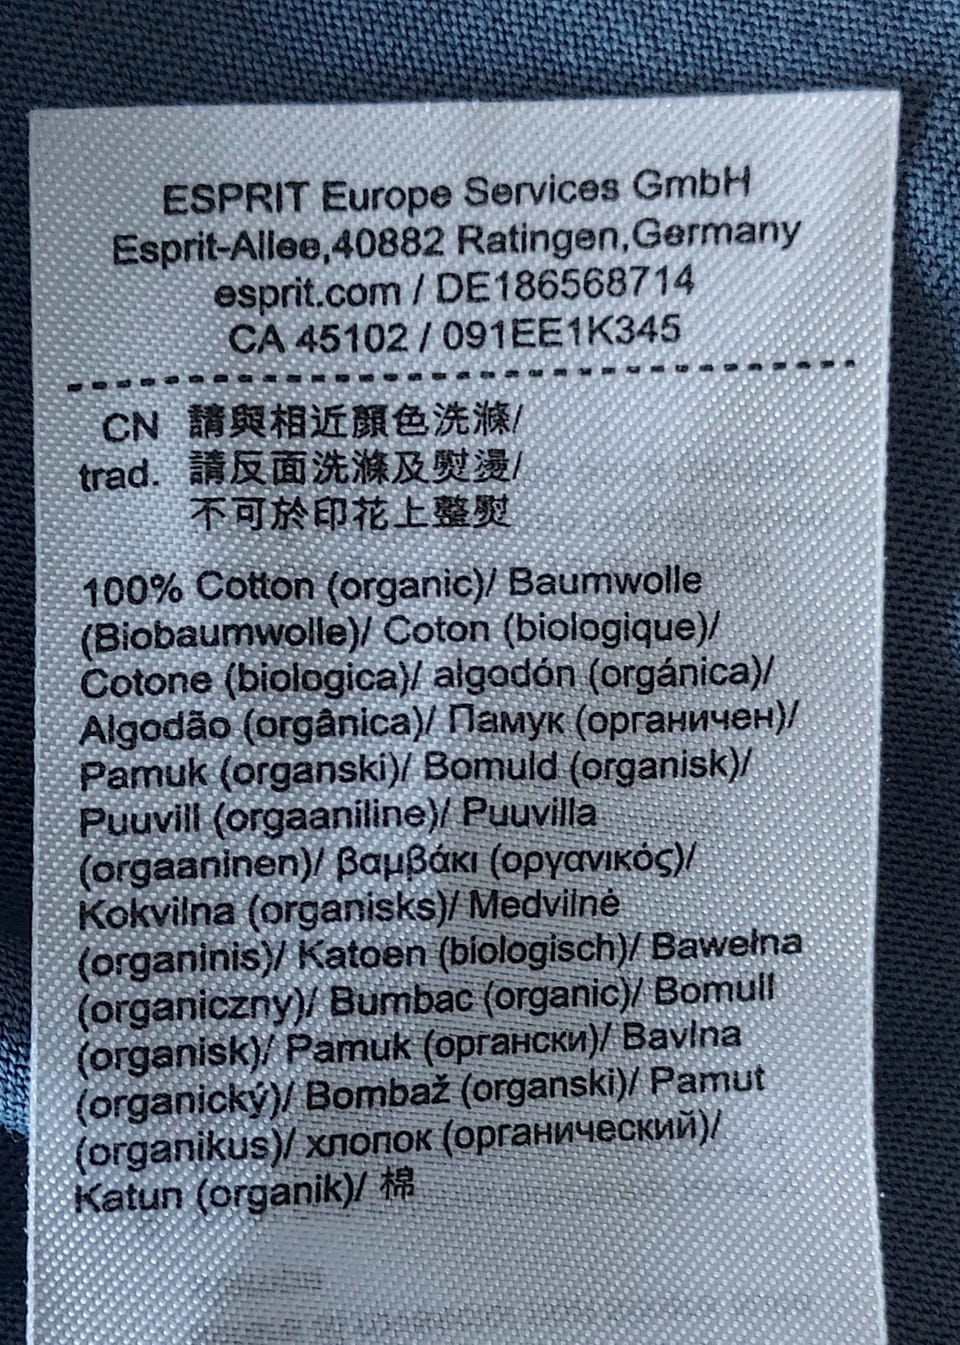 ESPRIT Europe Services GmbH
Esprit-Allee,40882 Ratingen,Germany
esprit.com / DE186568714
CA 45102 / 091EE1K345
CN 請與相近顏色洗滌/
trad. 請反面洗滌及熨燙/
不可於印花上整熨
100% Cotton (organic)/ Baumwolle
(Biobaumwolle)/ Coton (biologique)/
Cotone (biologica)/ algodón (orgánica)/
Algodão (orgânica)/ Памук (органичен)/
Pamuk (organski)/ Bomuld (organisk)/
Puuvill (orgaaniline)/ Puuvilla
(orgaaninen)/ βαμβάκι (οργανικός)/
Kokvilna (organisks)/ Medvilnė
(organinis)/ Katoen (biologisch)/ Bawełna
(organiczny)/ Bumbac (organic)/ Bomull
(organisk)/ Pamuk (органски)/ Bavlna
(organický)/ Bombaž (organski)/ Pamut
(organikus)/ хлопок (органический)/
Katun (organik)/ 棉